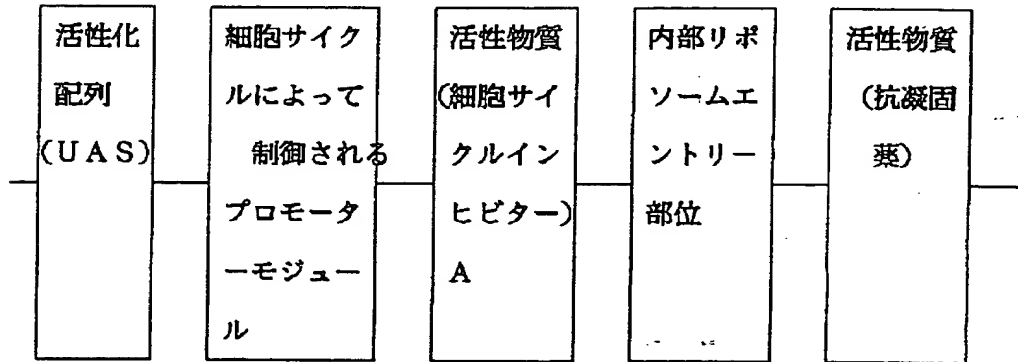 活性化
配列
(UAS)
細胞サイク
ルによって
制御される
プロモータ
ーモジュー
ル
活性物質
(細胞サイ
クルイン
ヒビター)
A
内部リポ
ソームエ
ントリー
部位
活性物質
(抗凝固
薬)